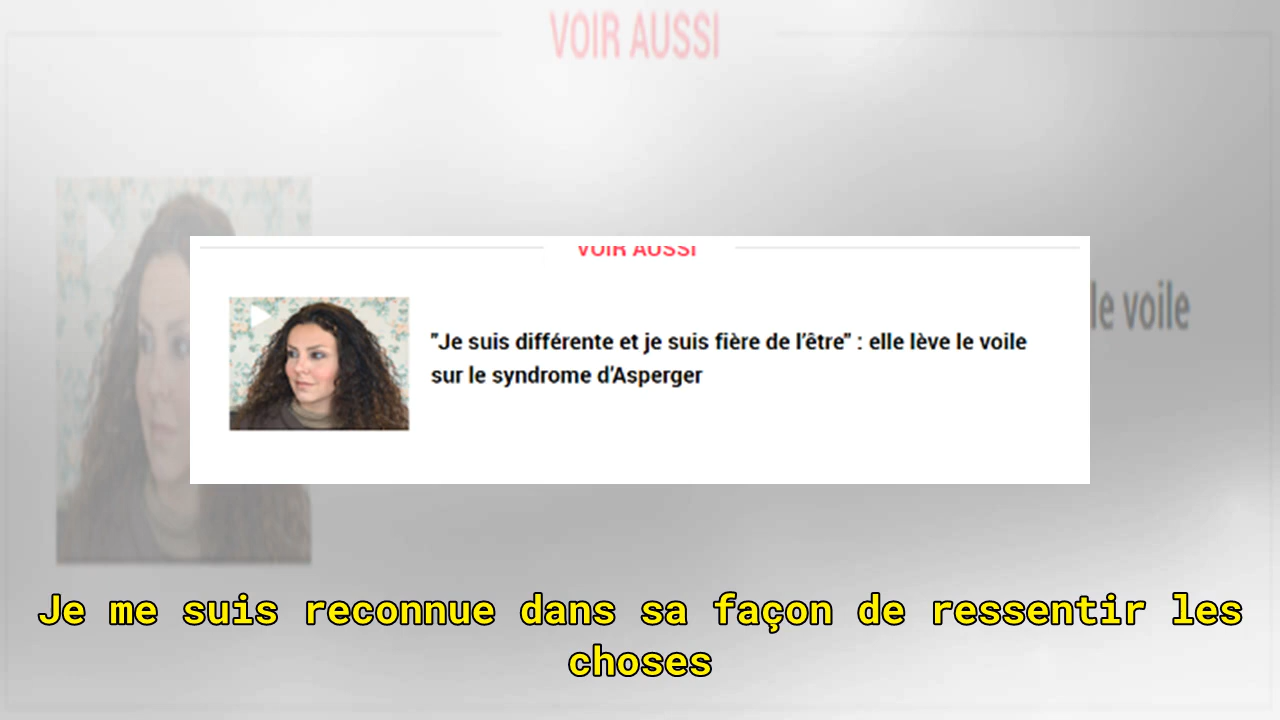 VOIR AUSSI
VOIR AUSSI
"Je suis différente et je suis fière de l'être" : elle lève le voile
sur le syndrome d'Asperger
le voile
Je me suis reconnue dans sa façon de ressentir les
choses